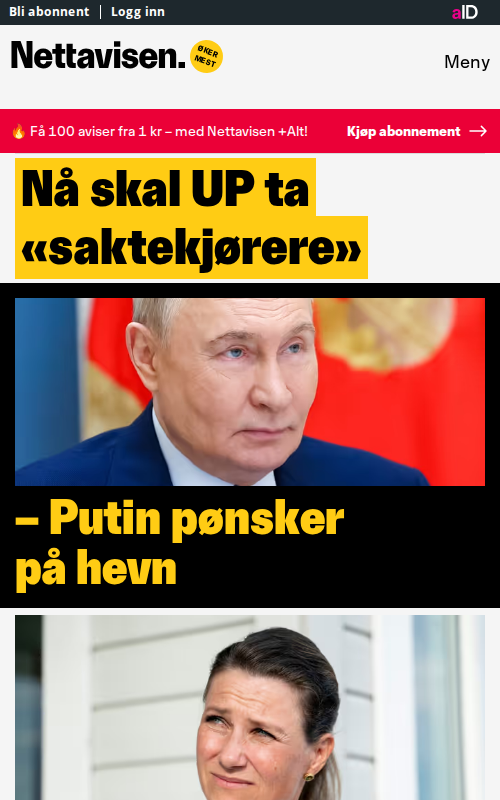 Bli abonnent | Logg inn
aID
Nettavisen.
ØKER
MEST
Meny
🔥 Få 100 aviser fra 1 kr – med Nettavisen +Alt!
Kjøp abonnement →
Nå skal UP ta
«saktekjørere»
– Putin pønsker
på hevn